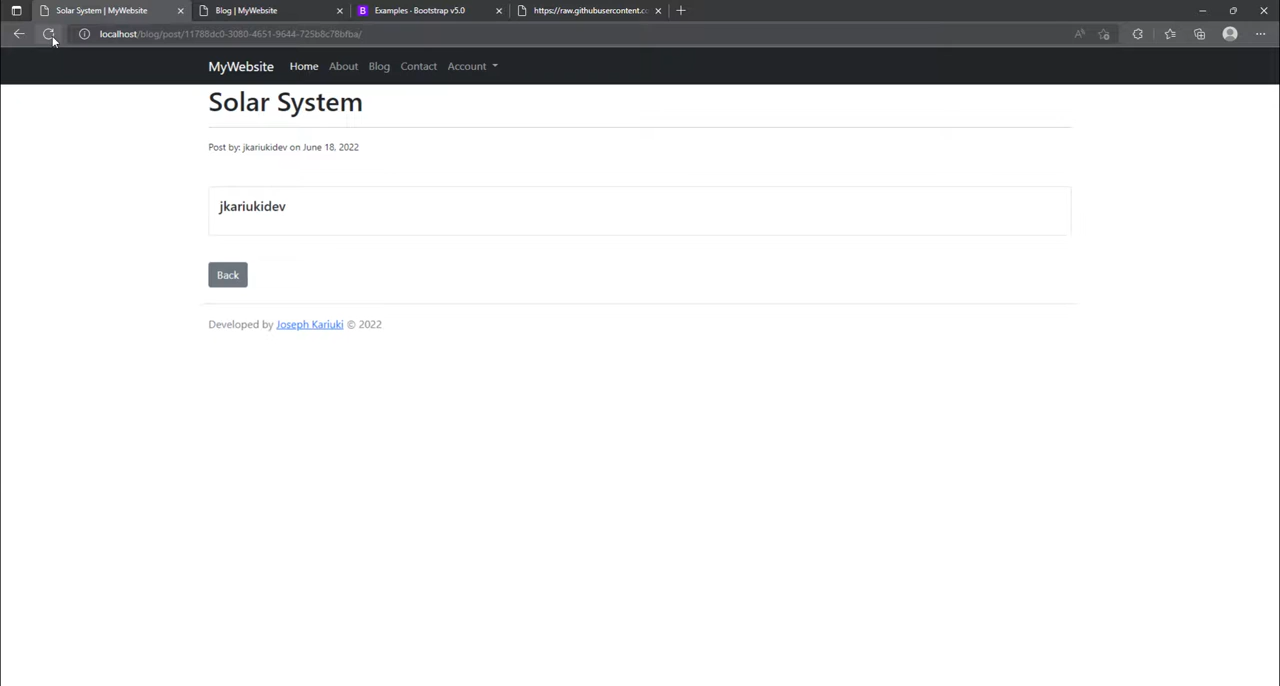 Solar System | MyWebsite
Blog | MyWebsite
B Examples · Bootstrap v5.0
https://raw.githubusercontent.cc
localhost/blog/post/11788dc0-3080-4651-9644-725b8c78bfba/
MyWebsite Home About Blog Contact Account
Solar System
Post by: jkariukidev on June 18, 2022
jkariukidev
Back
Developed by Joseph Kariuki © 2022